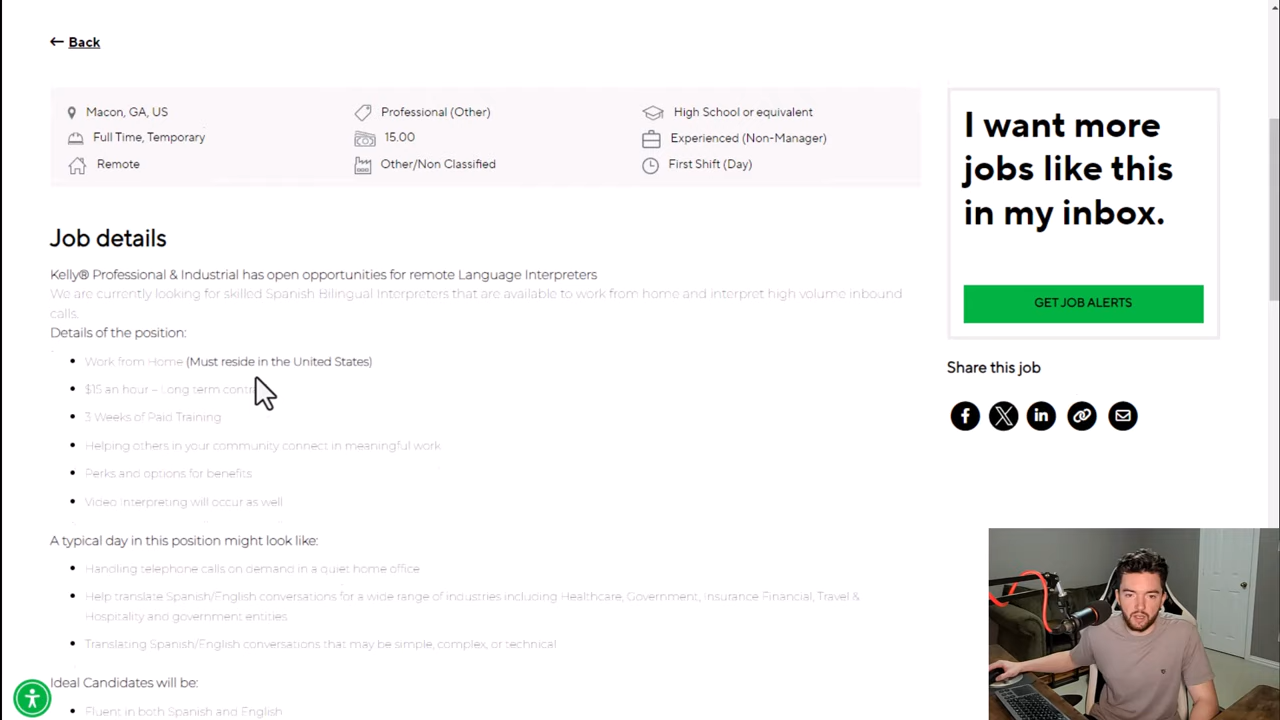 ← Back
Macon, GA, US
Professional (Other)
High School or equivalent
Full Time, Temporary
15.00
Experienced (Non-Manager)
Remote
Other/Non Classified
First Shift (Day)
I want more
jobs like this
in my inbox.
GET JOB ALERTS
Share this job
Job details
Kelly® Professional & Industrial has open opportunities for remote Language Interpreters
We are currently looking for skilled Spanish Bilingual Interpreters that are available to work from home and interpret high volume inbound
calls.
Details of the position:
• Work from Home (Must reside in the United States)
• $15 an hour – Long term contr
• 3 Weeks of Paid Training
• Helping others in your community connect in meaningful work
• Perks and options for benefits
• Video Interpreting will occur as well
A typical day in this position might look like:
• Handling telephone calls on demand in a quiet home office
• Help translate Spanish/English conversations for a wide range of industries including Healthcare, Government, Insurance Financial, Travel &
Hospitality and government entities.
• Translating Spanish/English conversations that may be simple, complex, or technical
Ideal Candidates will be:
• Fluent in both Spanish and English